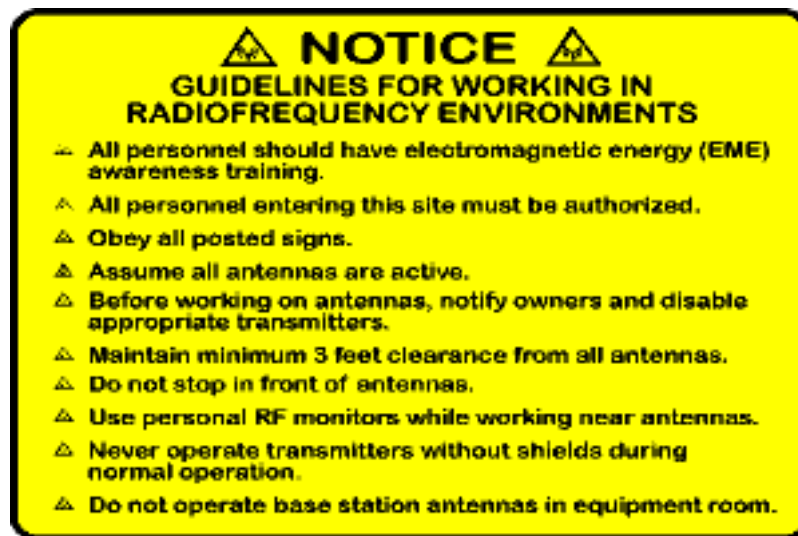 NOTICE
GUIDELINES FOR WORKING IN
RADIOFREQUENCY ENVIRONMENTS
All personnel should have electromagnetic energy (EME)
awareness training.
All personnel entering this site must be authorized.
Obey all posted signs.
Assume all antennas are active.
Before working on antennas, notify owners and disable
appropriate transmitters.
Maintain minimum 3 feet clearance from all antennas.
Do not stop in front of antennas.
Use personal RF monitors while working near antennas.
Never operate transmitters without shields during
normal operation.
Do not operate base station antennas in equipment room.